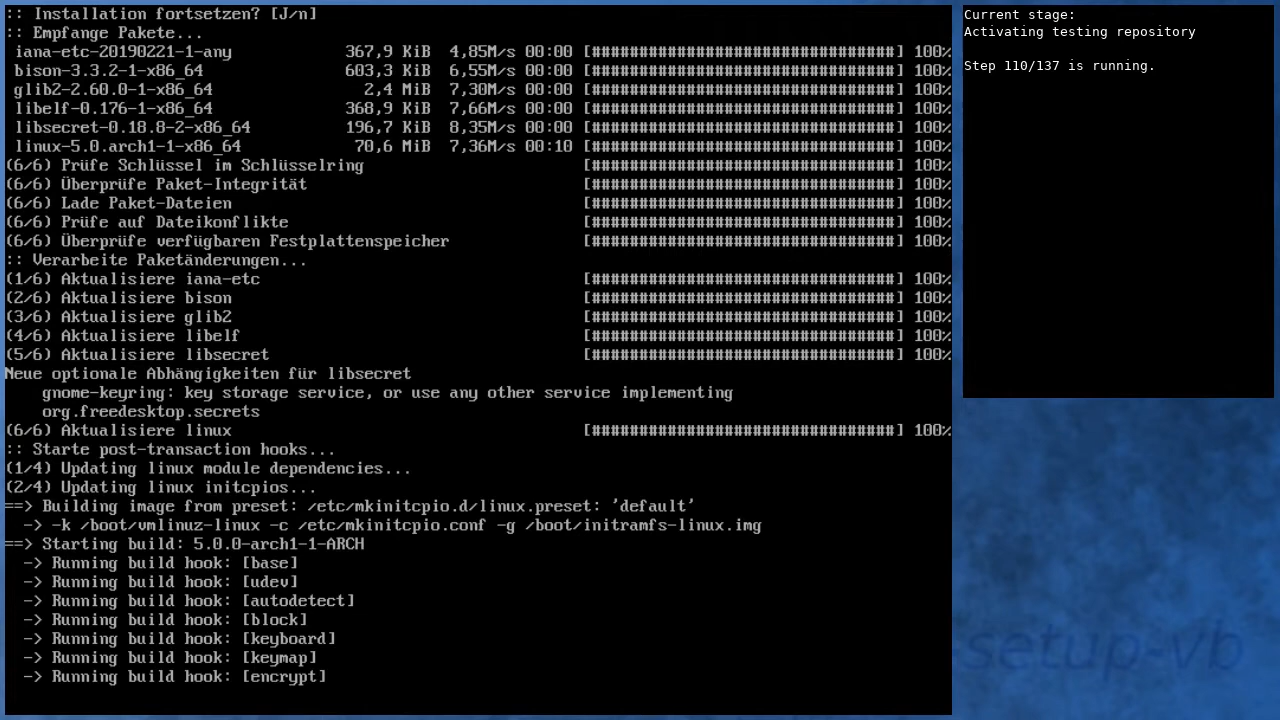 :: Installation fortsetzen? [J/n]
:: Empfange Pakete...
iana-etc-20190221-1-any 367,9 KiB 4,85M/s 00:00 [################################] 100%
bison-3.3.2-1-x86_64 603,3 KiB 6,55M/s 00:00 [################################] 100%
glib2-2.60.0-1-x86_64 2,4 MiB 7,30M/s 00:00 [################################] 100%
libelf-0.176-1-x86_64 368,9 KiB 7,66M/s 00:00 [################################] 100%
libsecret-0.18.8-2-x86_64 196,7 KiB 8,35M/s 00:00 [################################] 100%
linux-5.0.arch1-1-x86_64 70,6 MiB 7,36M/s 00:10 [################################] 100%
(6/6) Prüfe Schlüssel im Schlüsselring [################################] 100%
(6/6) Überprüfe Paket-Integrität [################################] 100%
(6/6) Lade Paket-Dateien [################################] 100%
(6/6) Prüfe auf Dateikonflikte [################################] 100%
(6/6) Überprüfe verfügbaren Festplattenspeicher [################################] 100%
:: Verarbeite Paketänderungen...
(1/6) Aktualisiere iana-etc [################################] 100%
(2/6) Aktualisiere bison [################################] 100%
(3/6) Aktualisiere glib2 [################################] 100%
(4/6) Aktualisiere libelf [################################] 100%
(5/6) Aktualisiere libsecret [################################] 100%
Neue optionale Abhängigkeiten für libsecret
gnome-keyring: key storage service, or use any other service implementing
org.freedesktop.secrets
(6/6) Aktualisiere linux [################################] 100%
:: Starte post-transaction hooks...
(1/4) Updating linux module dependencies...
(2/4) Updating linux initcpios...
==> Building image from preset: /etc/mkinitcpio.d/linux.preset: 'default'
-> -k /boot/vmlinuz-linux -c /etc/mkinitcpio.conf -g /boot/initramfs-linux.img
==> Starting build: 5.0.0-arch1-1-ARCH
-> Running build hook: [base]
-> Running build hook: [udev]
-> Running build hook: [autodetect]
-> Running build hook: [block]
-> Running build hook: [keyboard]
-> Running build hook: [keymap]
-> Running build hook: [encrypt]
Current stage:
Activating testing repository
Step 110/137 is running.
setup-vb